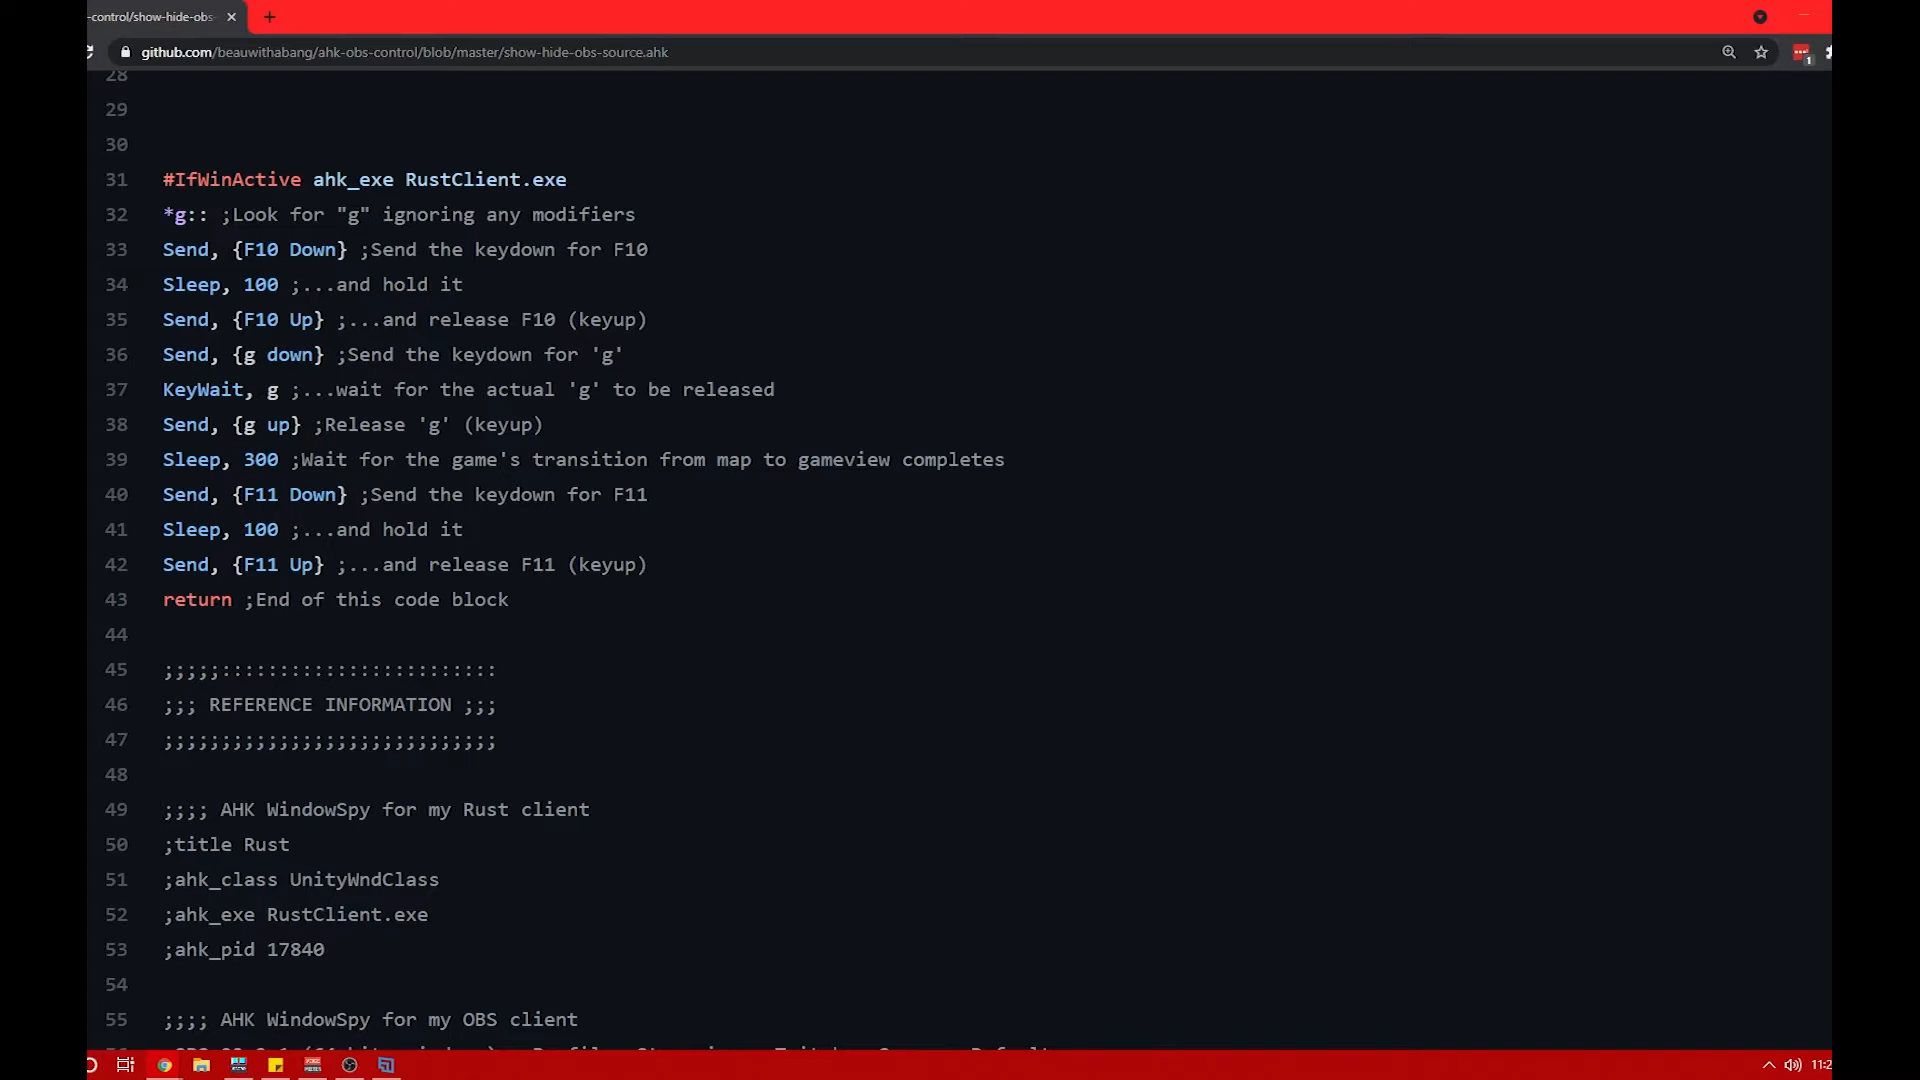 -control/show-hide-obs-
github.com/beauwithabang/ahk-obs-control/blob/master/show-hide-obs-source.ahk
1
28
29
30
31 #IfWinActive ahk_exe RustClient.exe
32 *g:: ;Look for "g" ignoring any modifiers
33 Send, {F10 Down} ;Send the keydown for F10
34 Sleep, 100 ;...and hold it
35 Send, {F10 Up} ;...and release F10 (keyup)
36 Send, {g down} ;Send the keydown for 'g'
37 KeyWait, g ;...wait for the actual 'g' to be released
38 Send, {g up} ;Release 'g' (keyup)
39 Sleep, 300 ;Wait for the game's transition from map to gameview completes
40 Send, {F11 Down} ;Send the keydown for F11
41 Sleep, 100 ;...and hold it
42 Send, {F11 Up} ;...and release F11 (keyup)
43 return ;End of this code block
44
45 ;;;;;::::::::::::::::::::::::
46 ;;; REFERENCE INFORMATION ;;;
47 ;;;;;;;;;;;;;;;;;;;;;;;;;;;;;
48
49 ;;;; AHK WindowSpy for my Rust client
50 ;title Rust
51 ;ahk_class UnityWndClass
52 ;ahk_exe RustClient.exe
53 ;ahk_pid 17840
54
55 ;;;; AHK WindowSpy for my OBS client
11:2